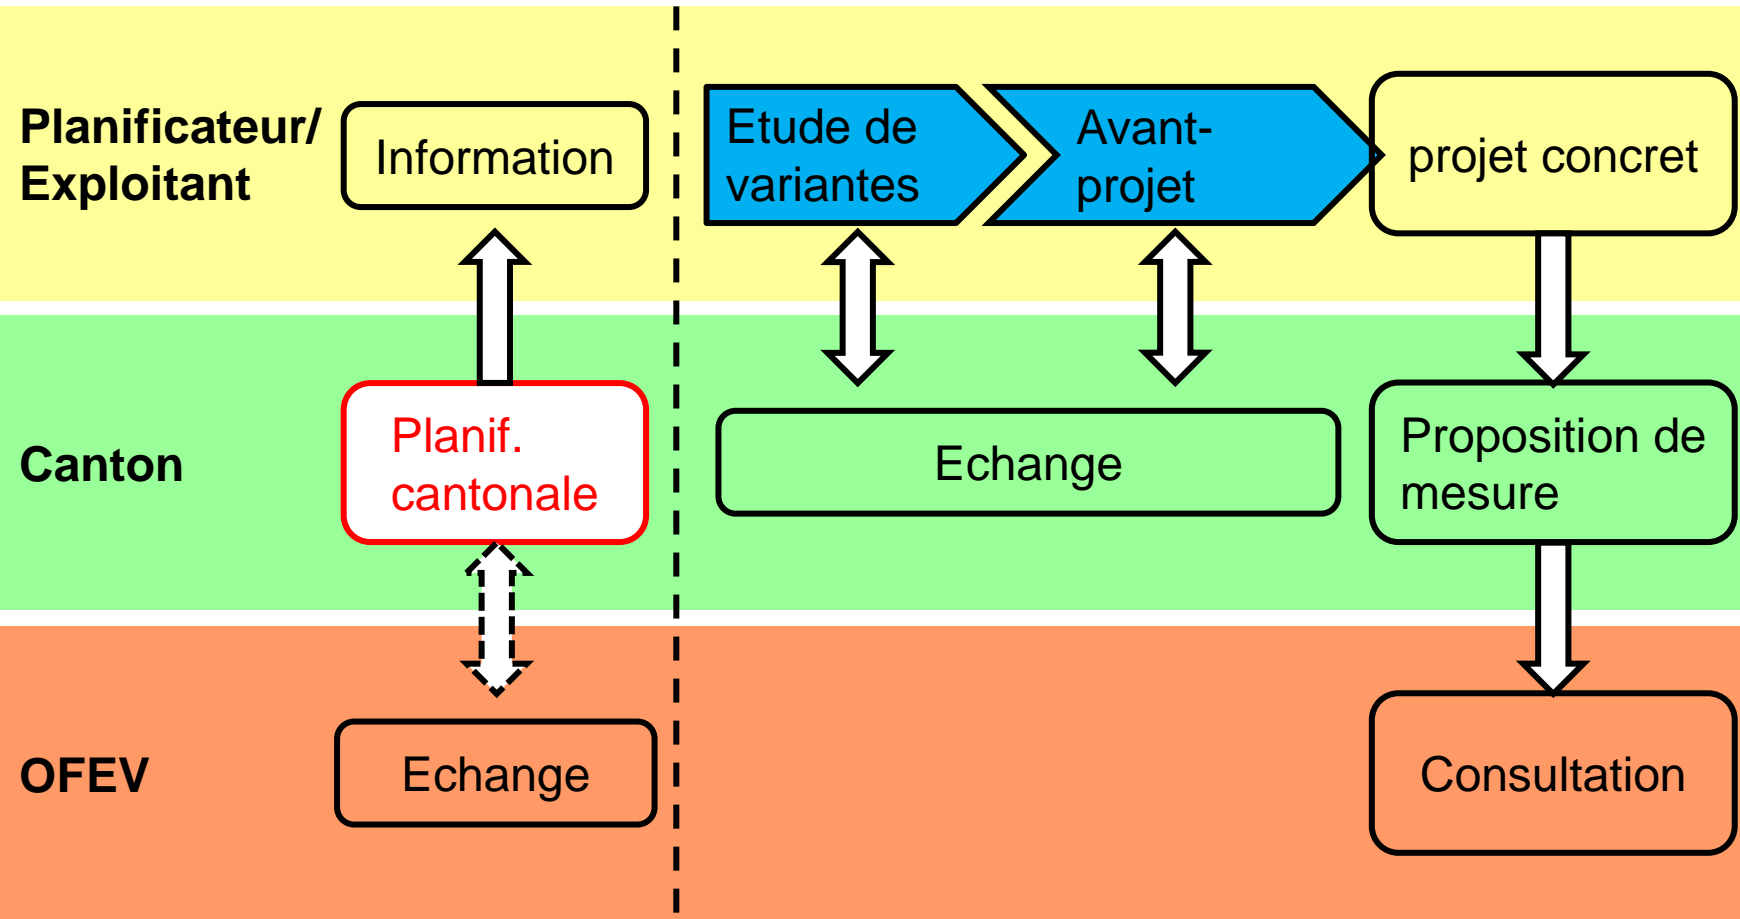 Planificateur/
Exploitant
Information
Etude de
variantes
Avant-
projet
projet concret
Canton
Planif.
cantonale
Echange
Proposition de
mesure
OFEV
Echange
Consultation